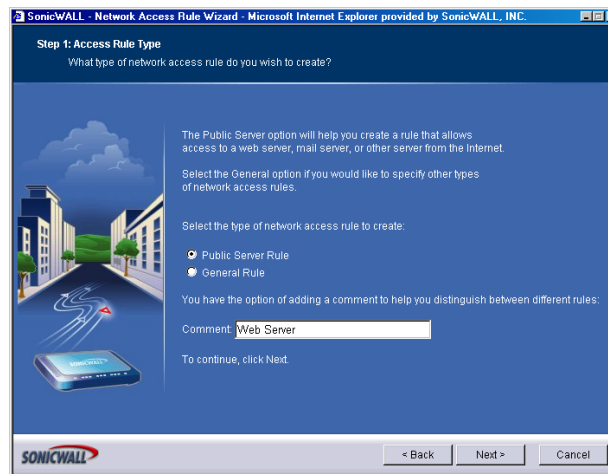 SonicWALL - Network Access Rule Wizard - Microsoft Internet Explorer provided by SonicWALL, INC.
Step 1: Access Rule Type
What type of network access rule do you wish to create?
The Public Server option will help you create a rule that allows
access to a web server, mail server, or other server from the Internet.
Select the General option if you would like to specify other types
of network access rules.
Select the type of network access rule to create:
Public Server Rule
General Rule
You have the option of adding a comment to help you distinguish between different rules:
Comment: Web Server
To continue, click Next.
SONICWALL
SONICWALL
< Back
Next >
Cancel